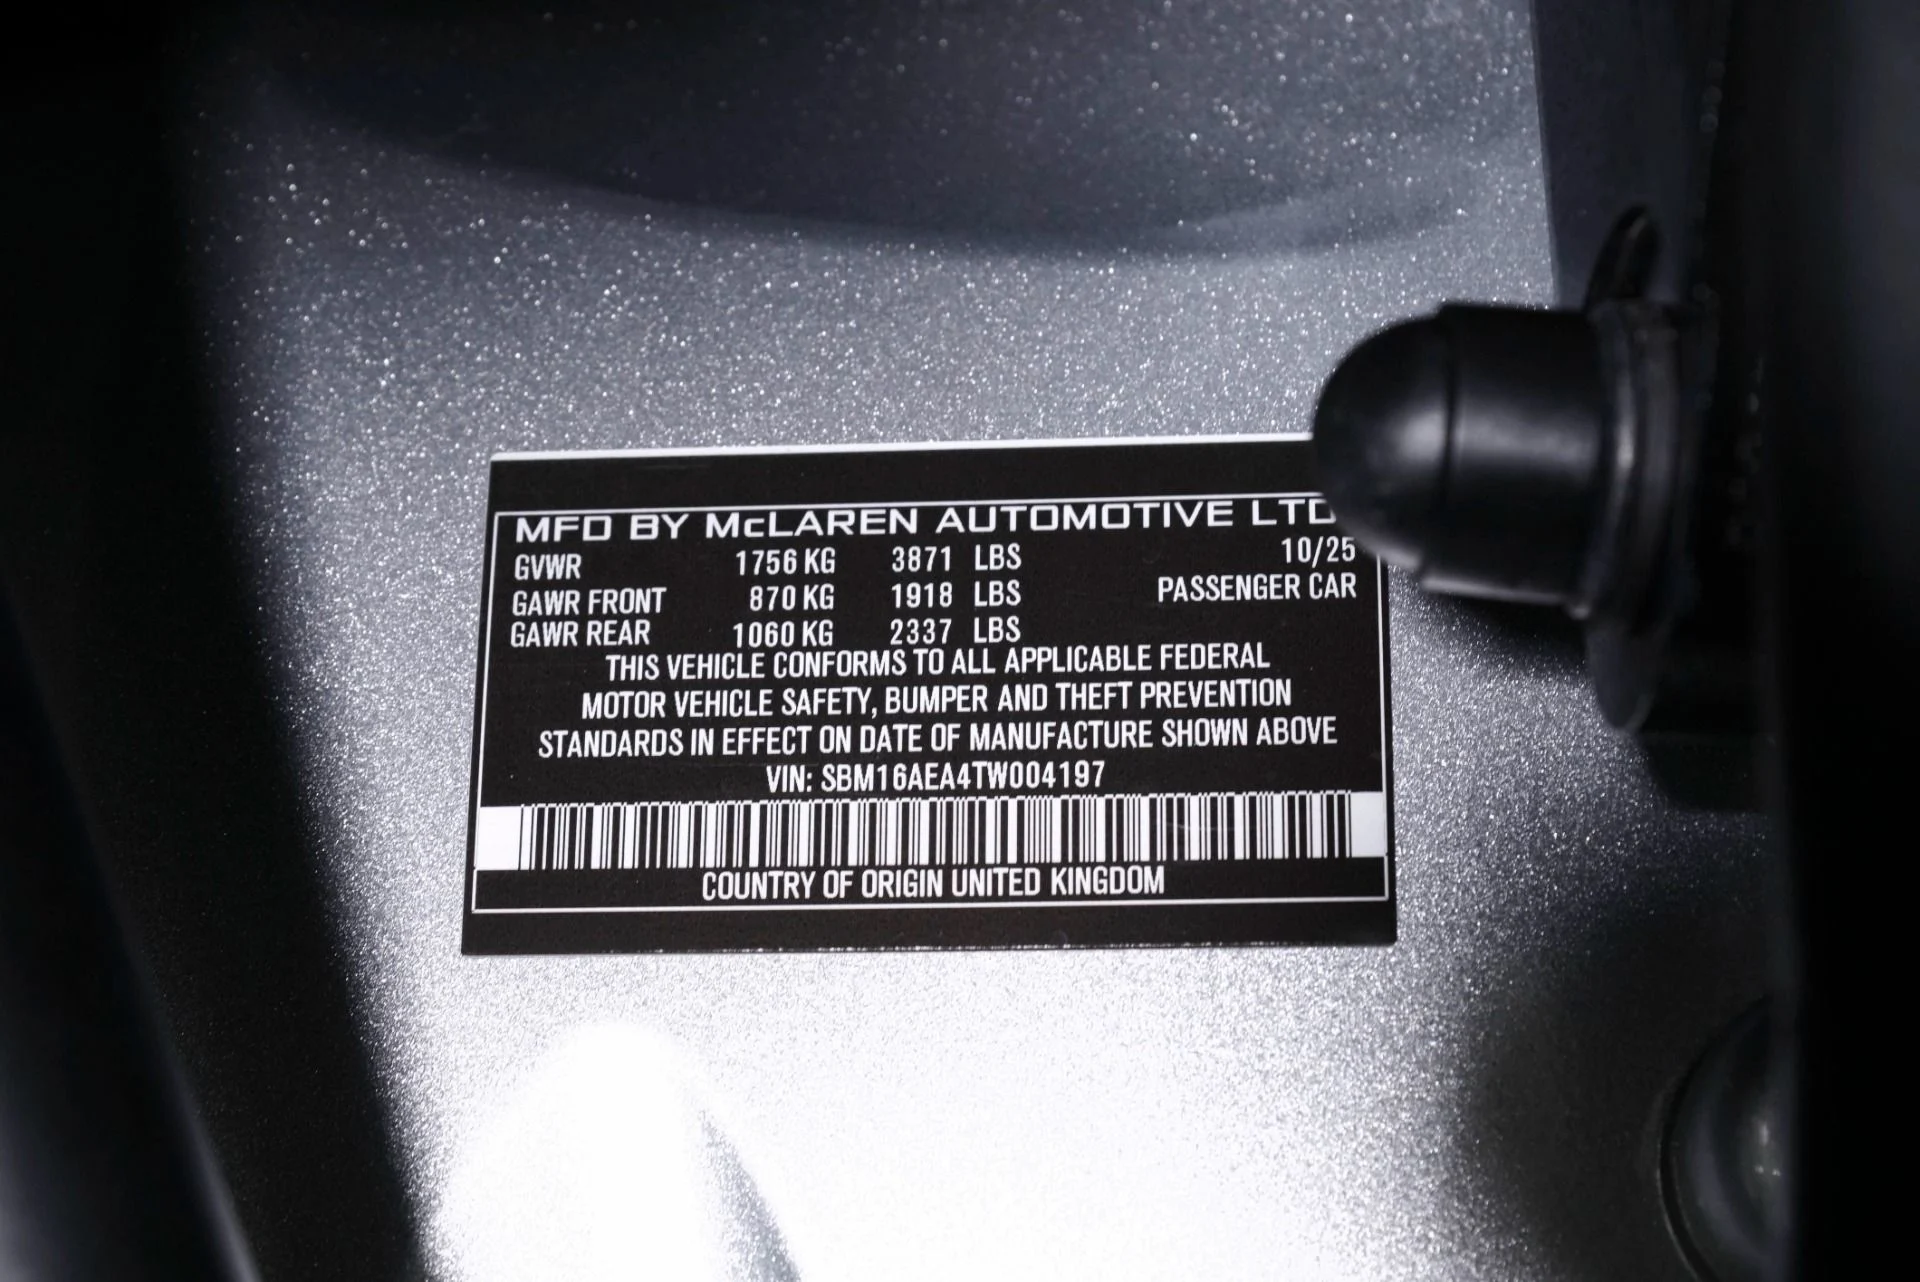 MFD BY McLAREN AUTOMOTIVE LTD
GVWR 1756 KG 3871 LBS 10/25
GAWR FRONT 870 KG 1918 LBS PASSENGER CAR
GAWR REAR 1060 KG 2337 LBS
THIS VEHICLE CONFORMS TO ALL APPLICABLE FEDERAL
MOTOR VEHICLE SAFETY, BUMPER AND THEFT PREVENTION
STANDARDS IN EFFECT ON DATE OF MANUFACTURE SHOWN ABOVE
VIN: SBM16AEA4TW004197
COUNTRY OF ORIGIN UNITED KINGDOM